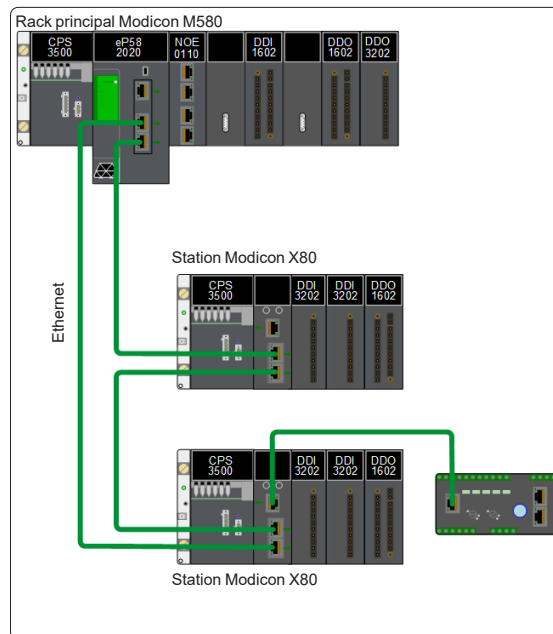 Rack principal Modicon M580
CPS
3500
eP58
2020
NOE
0110
DDI
1602
DDO
1602
DDO
3202
Ethernet
Station Modicon X80
CPS
3500
DDI
3202
DDI
3202
DDO
1602
CPS
3500
DDI
3202
DDI
3202
DDO
1602
Station Modicon X80